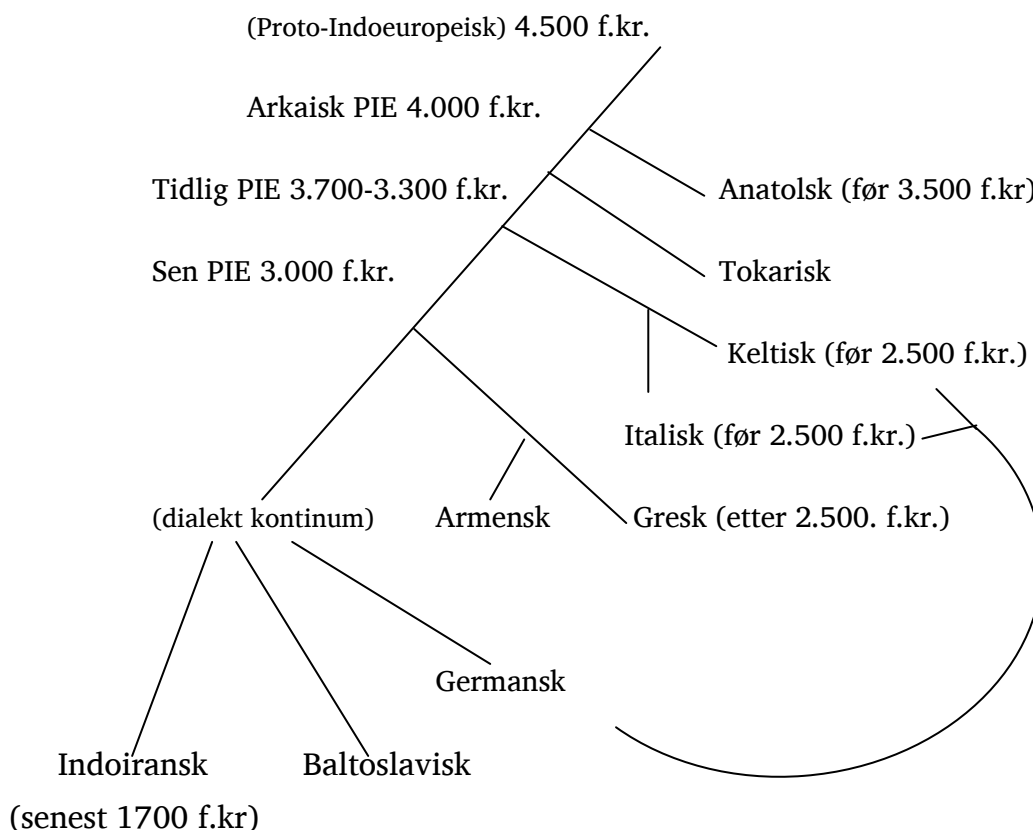 (Proto-Indoeuropeisk) 4.500 f.kr.
Arkaisk PIE 4.000 f.kr.
Tidlig PIE 3.700-3.300 f.kr.
Anatolsk (før 3.500 f.kr)
Sen PIE 3.000 f.kr.
Tokarisk
Keltisk (før 2.500 f.kr.)
Italisk (før 2.500 f.kr.)
(dialekt kontinum)
Armensk
Gresk (etter 2.500. f.kr.)
Germansk
Indoiransk
Baltoslavisk
(senest 1700 f.kr)